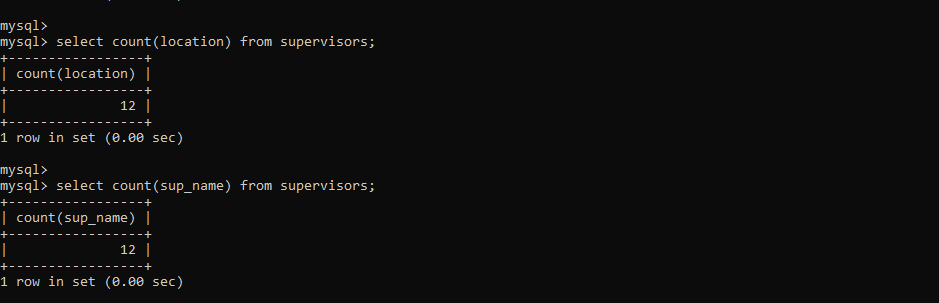 mysql>
mysql> select count(location) from supervisors;
+-----------------+
| count(location) |
+-----------------+
|              12 |
+-----------------+
1 row in set (0.00 sec)
mysql>
mysql> select count(sup_name) from supervisors;
+-----------------+
| count(sup_name) |
+-----------------+
|              12 |
+-----------------+
1 row in set (0.00 sec)